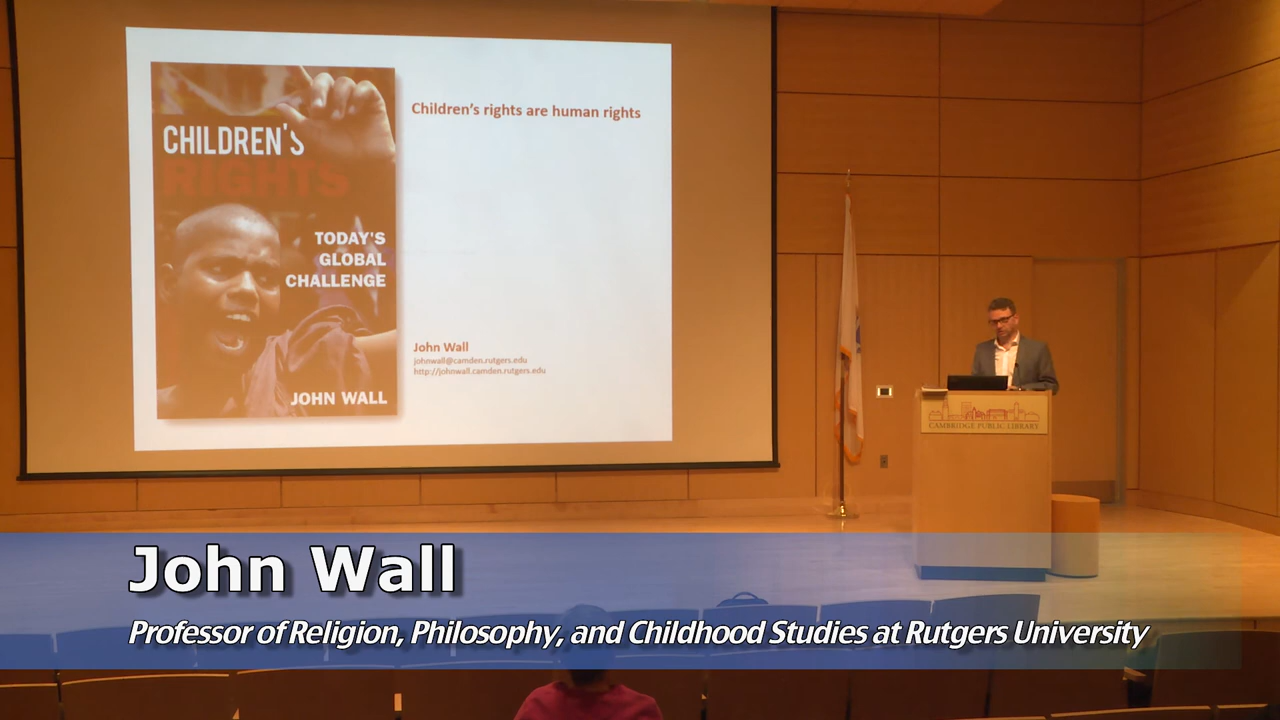 CHILDREN'S
RIGHTS
TODAY'S
GLOBAL
CHALLENGE
JOHN WALL
Children's rights are human rights
John Wall
johnwall@camden.rutgers.edu
http://johnwall.camden.rutgers.edu
CAMBRIDGE PUBLIC LIBRARY
John Wall
Professor of Religion, Philosophy, and Childhood Studies at Rutgers University